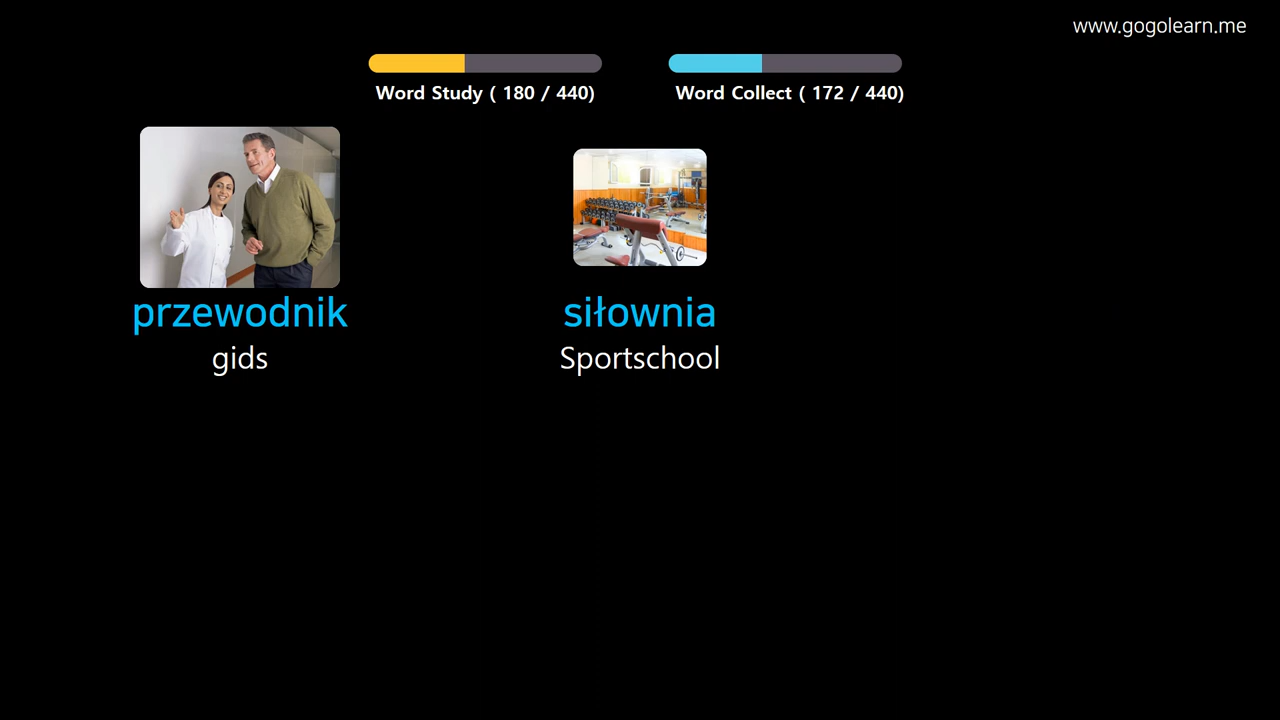 www.gogolearn.me
Word Study ( 180 / 440)
Word Collect ( 172 / 440)
przewodnik
gids
siłownia
Sportschool